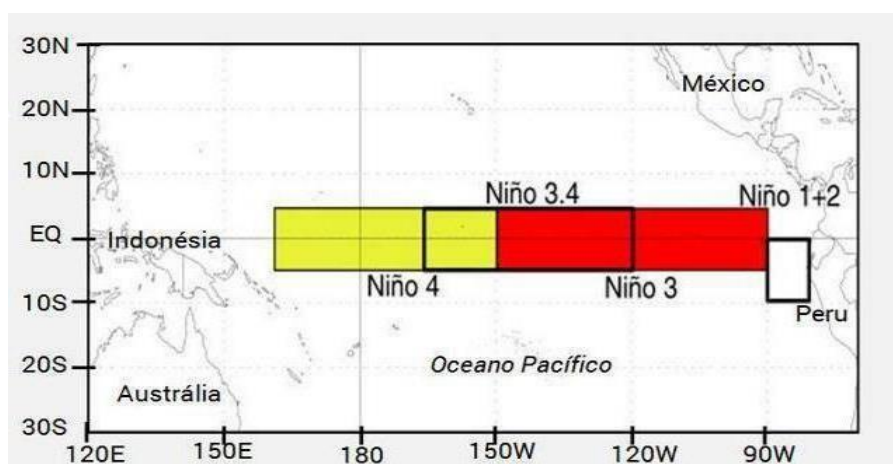 30N
México
20N
10N
Niño 3.4
Niño 1+2
EQ
Indonésia
Niño 4
Niño 3
10S
Peru
20S
Oceano Pacífico
Austrália
30S
120E 150E 180 150W 120W 90W